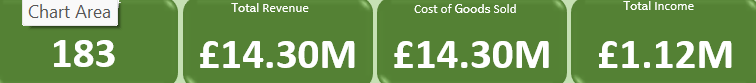 Chart Area
183
Total Revenue
£14.30M
Cost of Goods Sold
£14.30M
Total Income
£1.12M